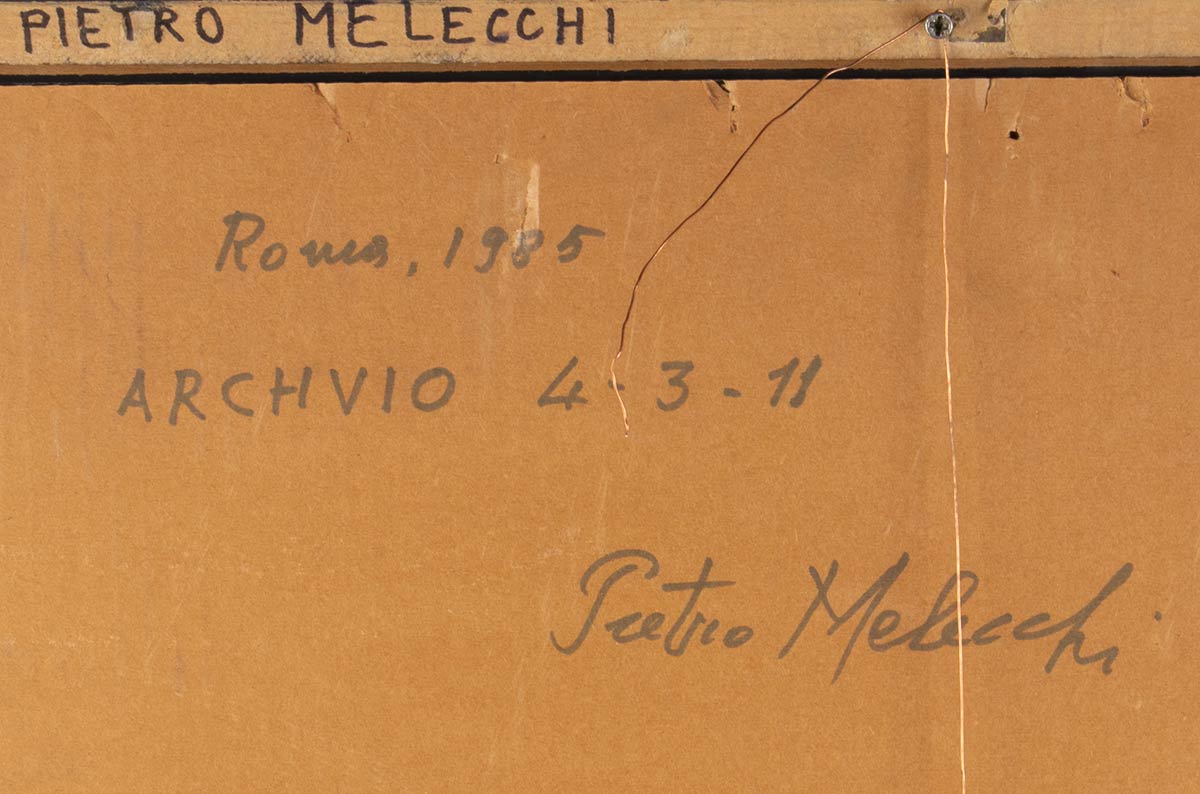 PIETRO MELECCHI
Roma, 1985
ARCHVIO 4-3-11
Pietro Melecchi